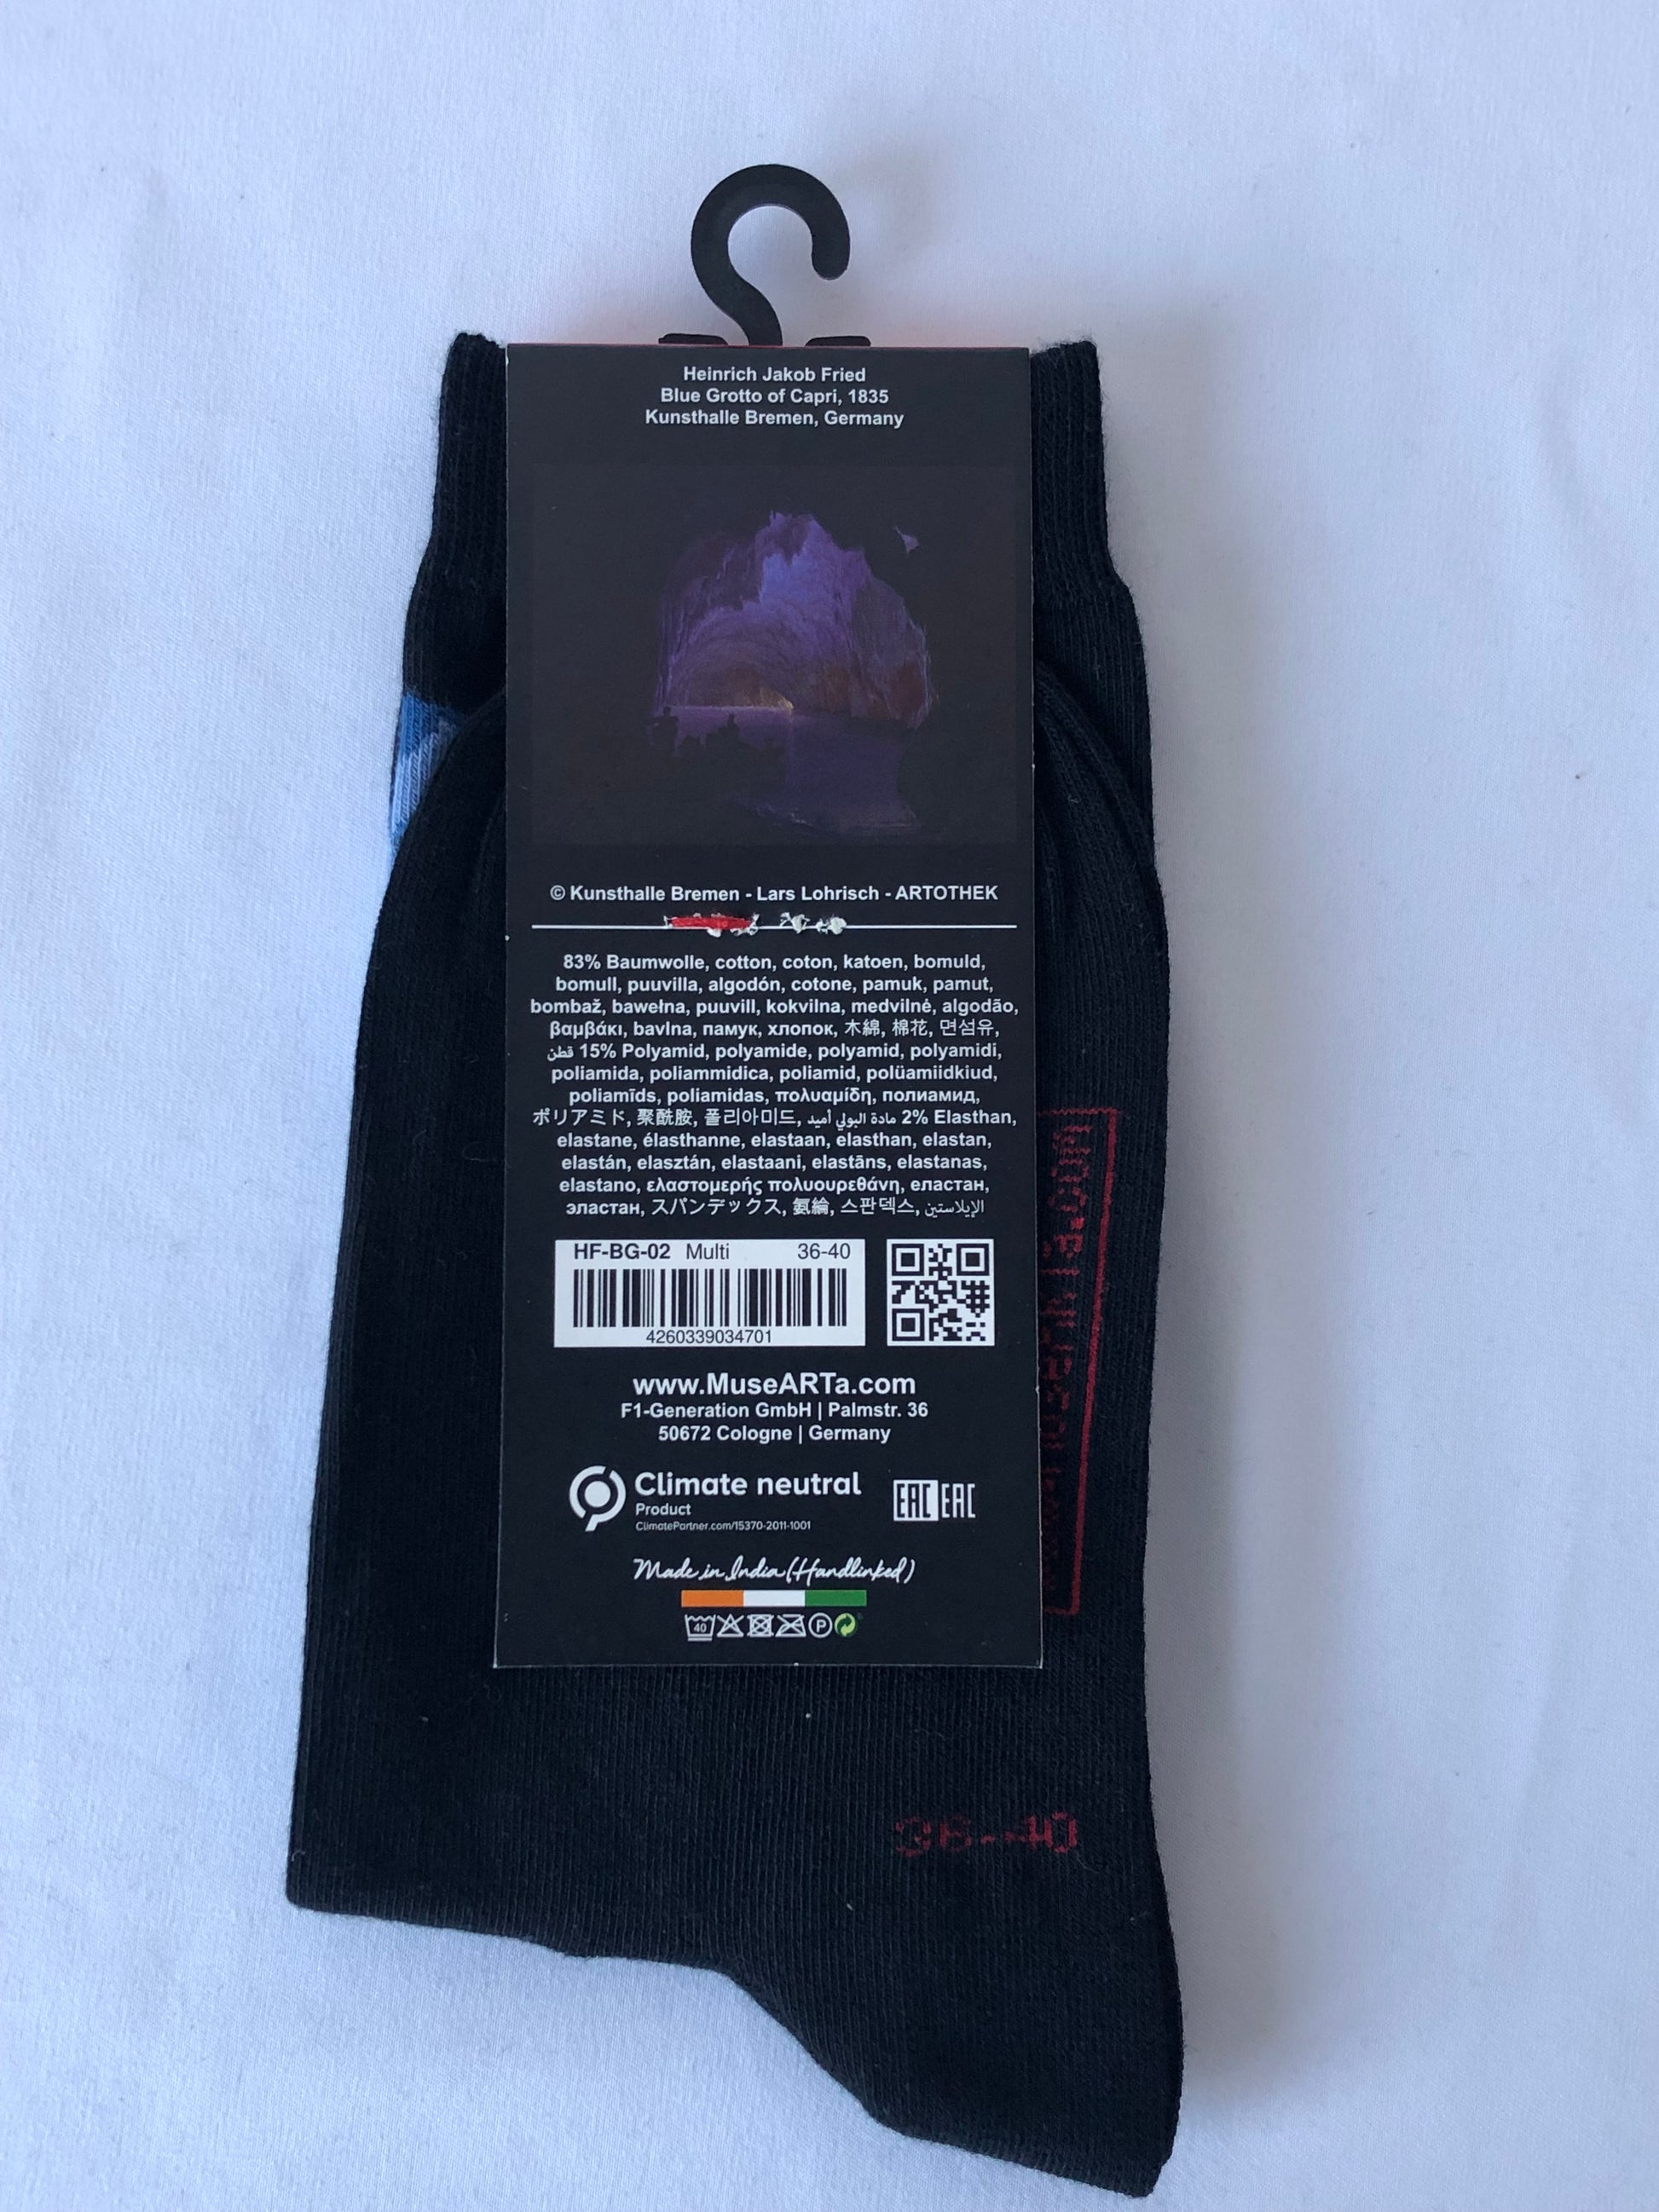 Heinrich Jakob Fried
Blue Grotto of Capri, 1835
Kunsthalle Bremen, Germany
© Kunsthalle Bremen - Lars Lohrisch - ARTOTHEK
83% Baumwolle, cotton, coton, katoen, bomuld,
bomull, puuvilla, algodón, cotone, pamuk, pamut,
bombaž, bawełna, puuvill, kokvilna, medvilnė, algodão,
βαμβάκι, bavlna, памук, хлопок, 木綿, 棉花, 면섬유,
قطن 15% Polyamid, polyamide, polyamid, polyamidi,
poliamida, poliammidica, poliamid, polüamiidkiud,
poliamīds, poliamidas, πολυαμίδη, полиамид,
ポリアミド, 聚酰胺, 폴리아미드, مادة البولي أميد 2% Elasthan,
elastane, élasthanne, elastaan, elasthan, elastan,
elastán, elasztán, elastaani, elastāns, elastanas,
elastano, ελαστομερής πολυουρεθάνη, еластан,
эластан, スパンデックス, 氨綸, 스판덱스, الإيلاستين
HF-BG-02 Multi 36-40
4260339034701
www.MuseARTa.com
F1-Generation GmbH | Palmstr. 36
50672 Cologne | Germany
Climate neutral
Product
ClimatePartner.com/15370-2011-1001
EAC EAC
Made in India (Handlinked)
40 P
36-40